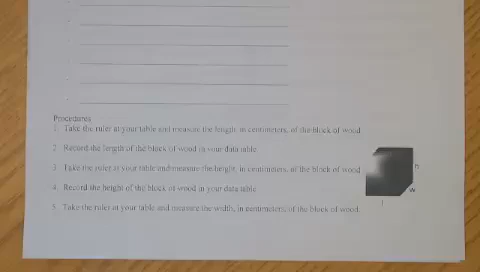 Procedures
1. Take the ruler at your table and measure the length, in centimeters, of the block of wood
2. Record the length of the block of wood in your data table
3. Take the ruler at your table and measure the height, in centimeters, of the block of wood
h
4. Record the height of the block of wood in your data table
w
5. Take the ruler at your table and measure the width, in centimeters, of the block of wood.
l